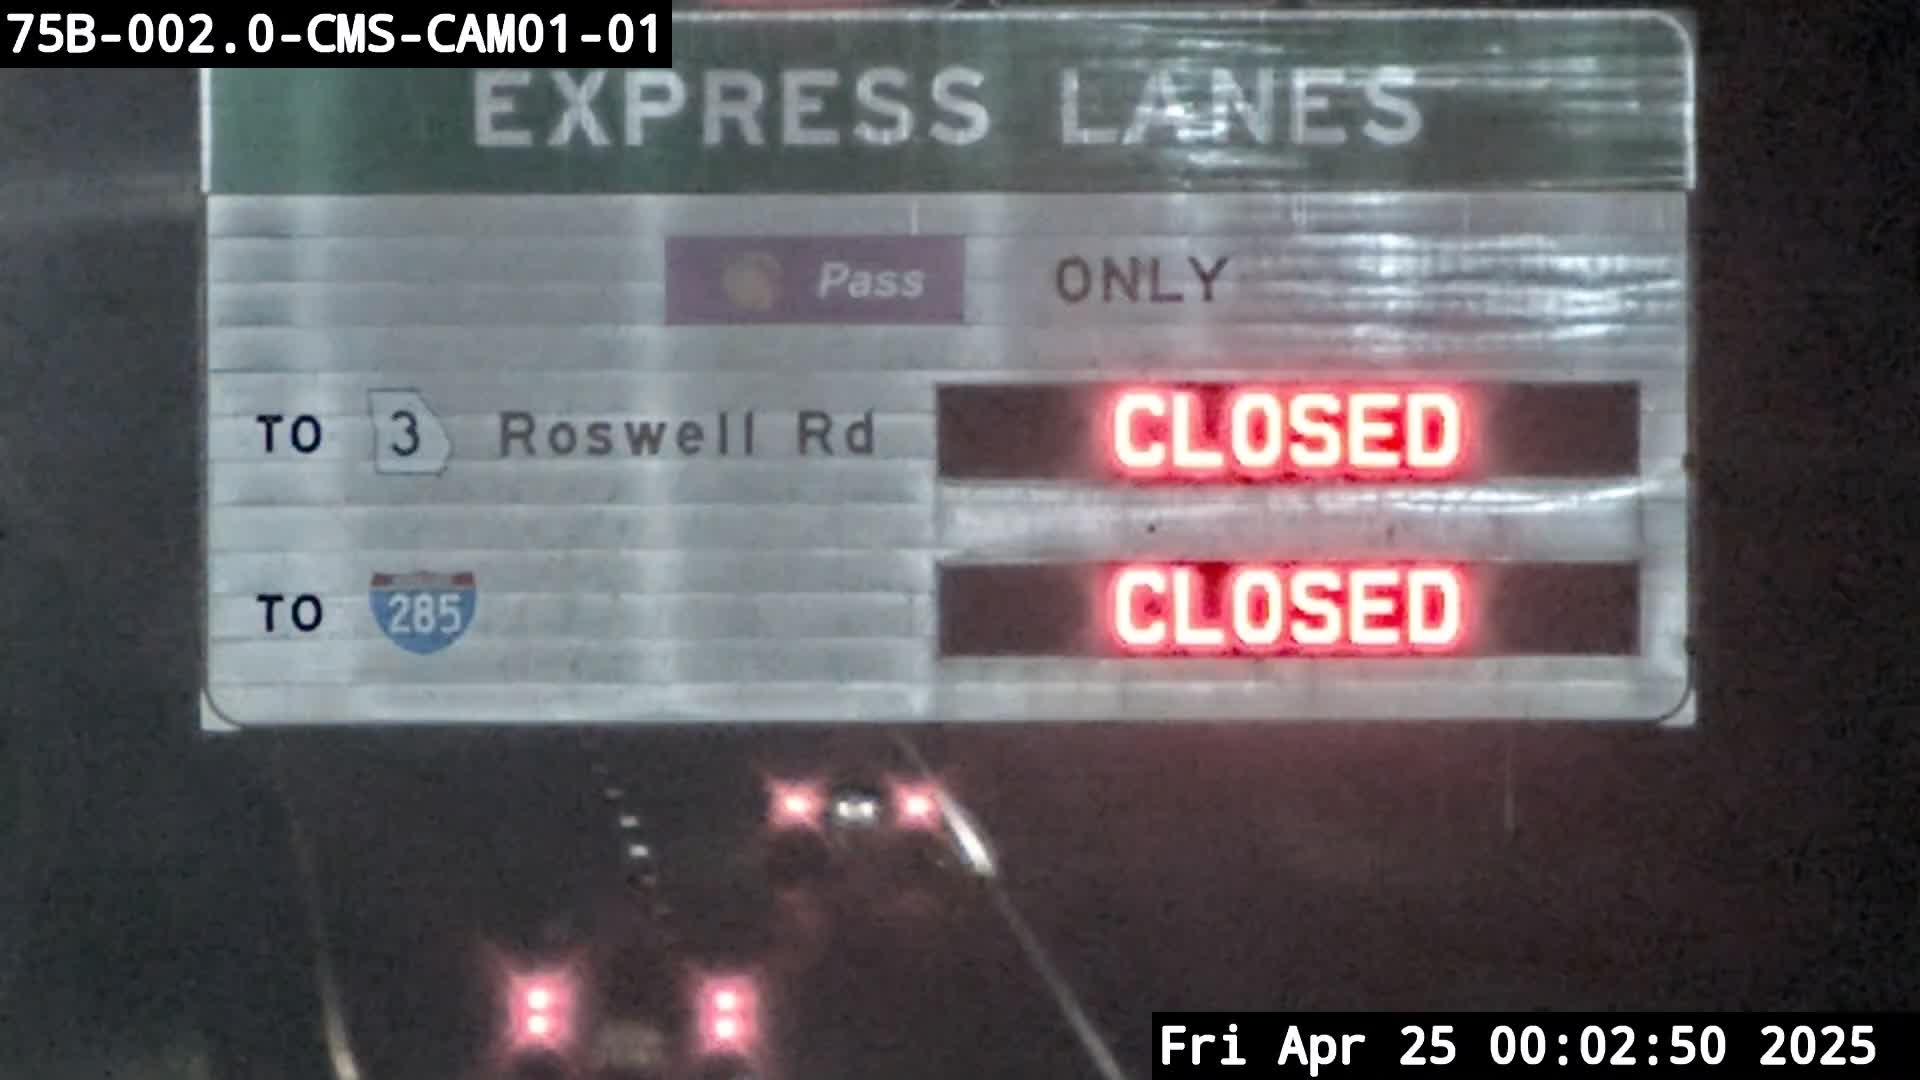 75B-002.0-CMS-CAM01-01
EXPRESS LANES
Pass ONLY
TO 3 Roswell Rd CLOSED
TO 285 CLOSED
Fri Apr 25 00:02:50 2025